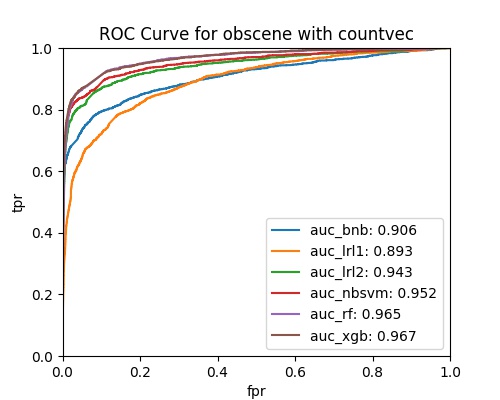 ROC Curve for obscene with countvec
tpr
1.0
0.8
0.6
0.4
0.2
0.0
auc_bnb: 0.906
auc_lrl1: 0.893
auc_lrl2: 0.943
auc_nbsvm: 0.952
auc_rf: 0.965
auc_xgb: 0.967
0.0 0.2 0.4 0.6 0.8 1.0
fpr